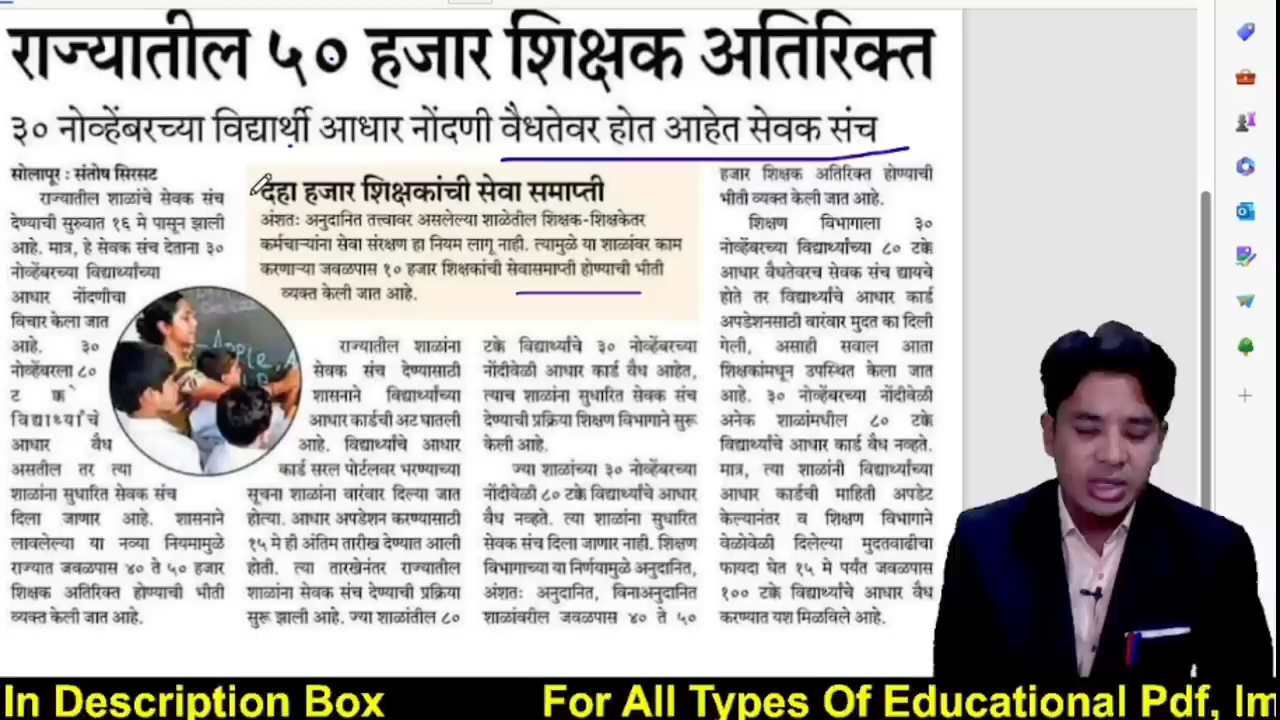 राज्यातील ५० हजार शिक्षक अतिरिक्त
३० नोव्हेंबरच्या विद्यार्थी आधार नोंदणी वैधतेवर होत आहेत सेवक संच
सोलापूर : संतोष सिरसट
राज्यातील शाळांचे सेवक संच
देण्याची सुरुवात १६ मे पासून झाली
आहे. मात्र, हे सेवक संच देताना ३०
नोव्हेंबरच्या विद्यार्थ्यांच्या
आधार नोंदणीचा
विचार केला जात
आहे. ३०
नोव्हेंबरला ८०
टक्के
विद्यार्थ्यांचे
आधार वैध
असतील तर त्या
शाळांना सुधारित सेवक संच
दिला जाणार आहे. शासनाने
लावलेल्या या नव्या नियमामुळे
राज्यात जवळपास ४० ते ५० हजार
शिक्षक अतिरिक्त होण्याची भीती
व्यक्त केली जात आहे.
दहा हजार शिक्षकांची सेवा समाप्ती
अंशतः अनुदानित तत्त्वावर असलेल्या शाळेतील शिक्षक-शिक्षकेतर
कर्मचाऱ्यांना सेवा संरक्षण हा नियम लागू नाही. त्यामुळे या शाळांवर काम
करणाऱ्या जवळपास १० हजार शिक्षकांची सेवासमाप्ती होण्याची भीती
व्यक्त केली जात आहे.
राज्यातील शाळांना
सेवक संच देण्यासाठी
शासनाने विद्यार्थ्यांच्या
आधार कार्डची अट घातली
आहे. विद्यार्थ्यांचे आधार
कार्ड सरल पोर्टलवर भरण्याच्या
सूचना शाळांना वारंवार दिल्या जात
होत्या. आधार अपडेशन करण्यासाठी
१५ मे ही अंतिम तारीख देण्यात आली
होती. त्या तारखेनंतर राज्यातील
शाळांना सेवक संच देण्याची प्रक्रिया
सुरू झाली आहे. ज्या शाळांतील ८०
टक्के विद्यार्थ्यांचे ३० नोव्हेंबरच्या
नोंदीवेळी आधार कार्ड वैध आहेत,
त्याच शाळांना सुधारित सेवक संच
देण्याची प्रक्रिया शिक्षण विभागाने सुरू
केली आहे.
ज्या शाळांच्या ३० नोव्हेंबरच्या
नोंदीवेळी ८० टक्के विद्यार्थ्यांचे आधार
वैध नव्हते. त्या शाळांना सुधारित
सेवक संच दिला जाणार नाही. शिक्षण
विभागाच्या या निर्णयामुळे अनुदानित,
अंशतः अनुदानित, विनाअनुदानित
शाळांवरील जवळपास ४० ते ५०
हजार शिक्षक अतिरिक्त होण्याची
भीती व्यक्त केली जात आहे.
शिक्षण विभागाला ३०
नोव्हेंबरच्या विद्यार्थ्यांच्या ८० टक्के
आधार वैधतेवरच सेवक संच द्यायचे
होते तर विद्यार्थ्यांचे आधार कार्ड
अपडेशनसाठी वारंवार मुदत का दिली
गेली, असाही सवाल आता
शिक्षकांमधून उपस्थित केला जात
आहे. ३० नोव्हेंबरच्या नोंदीवेळी
अनेक शाळांमधील ८० टक्के
विद्यार्थ्यांचे आधार कार्ड वैध नव्हते.
मात्र, त्या शाळांनी विद्यार्थ्यांच्या
आधार कार्डची माहिती अपडेट
केल्यानंतर व शिक्षण विभागाने
वेळोवेळी दिलेल्या मुदतवाढीचा
फायदा घेत १५ मे पर्यंत जवळपास
१०० टक्के विद्यार्थ्यांचे आधार वैध
करण्यात यश मिळविले आहे.
Apple
In Description Box For All Types Of Educational Pdf, Im